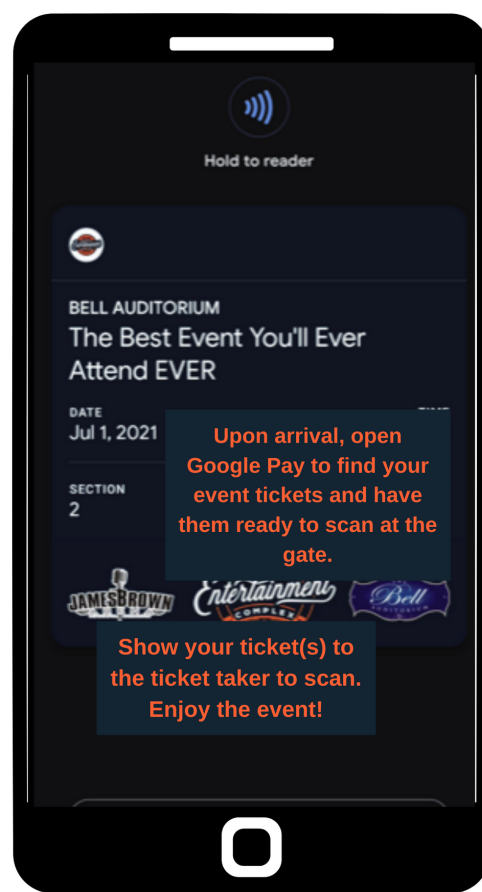 Hold to reader
BELL AUDITORIUM
The Best Event You'll Ever
Attend EVER
DATE
Jul 1, 2021
Upon arrival, open
Google Pay to find your
event tickets and have
them ready to scan at the
gate.
SECTION
2
JAMES BROWN
Entertainment
COMPLEX
Bell
AUDITORIUM
Show your ticket(s) to
the ticket taker to scan.
Enjoy the event!